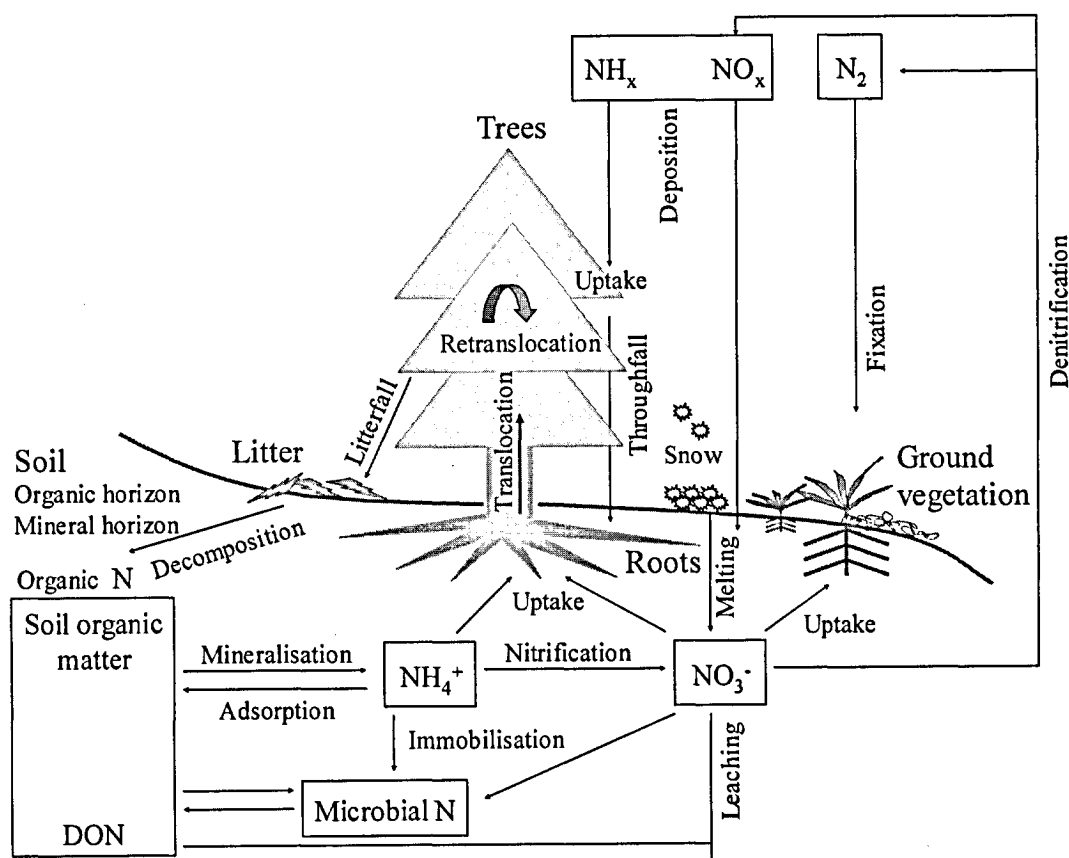 NHₓ NOₓ
N₂
Trees
Deposition
Uptake
Denitrification
Fixation
Retranslocation
Throughfall
Litterfall
Translocation
Snow
Soil
Litter
Organic horizon
Mineral horizon
Ground
vegetation
Decomposition
Roots
Melting
Organic N
Uptake
Uptake
Soil organic
matter
Mineralisation
NH₄⁺
Nitrification
NO₃⁻
Adsorption
Immobilisation
Leaching
Microbial N
DON